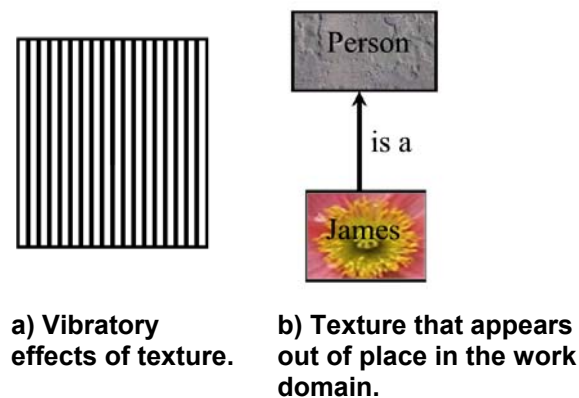 Person
is a
James
a) Vibratory
effects of texture.
b) Texture that appears
out of place in the work
domain.